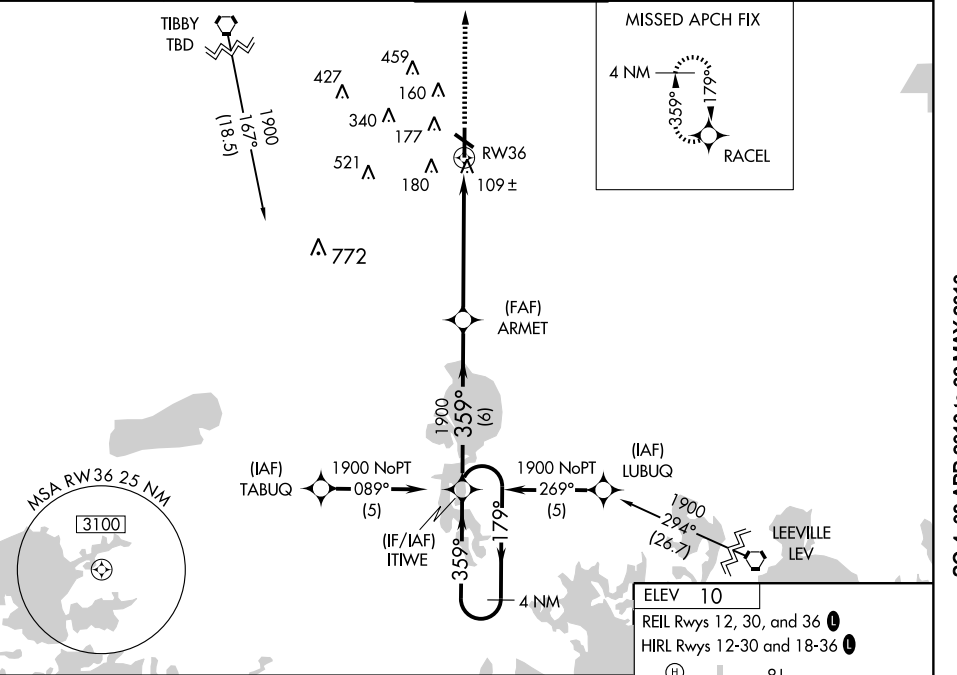 TIBBY
TBD
1900
167°
(18.5)
459
427
160
340
177
521
180
109 ±
RW36
772
MISSED APCH FIX
4 NM
359°
179°
RACEL
(FAF)
ARMET
1900
359°
(6)
(IAF)
TABUQ
1900 NoPT
089°
(5)
(IF/IAF)
ITIWE
359°
179°
4 NM
1900 NoPT
269°
(5)
(IAF)
LUBUQ
1900
294°
(26.7)
LEEVILLE
LEV
MSA RW36 25 NM
3100
ELEV 10
REIL Rwys 12, 30, and 36 L
HIRL Rwys 12-30 and 18-36 L
H